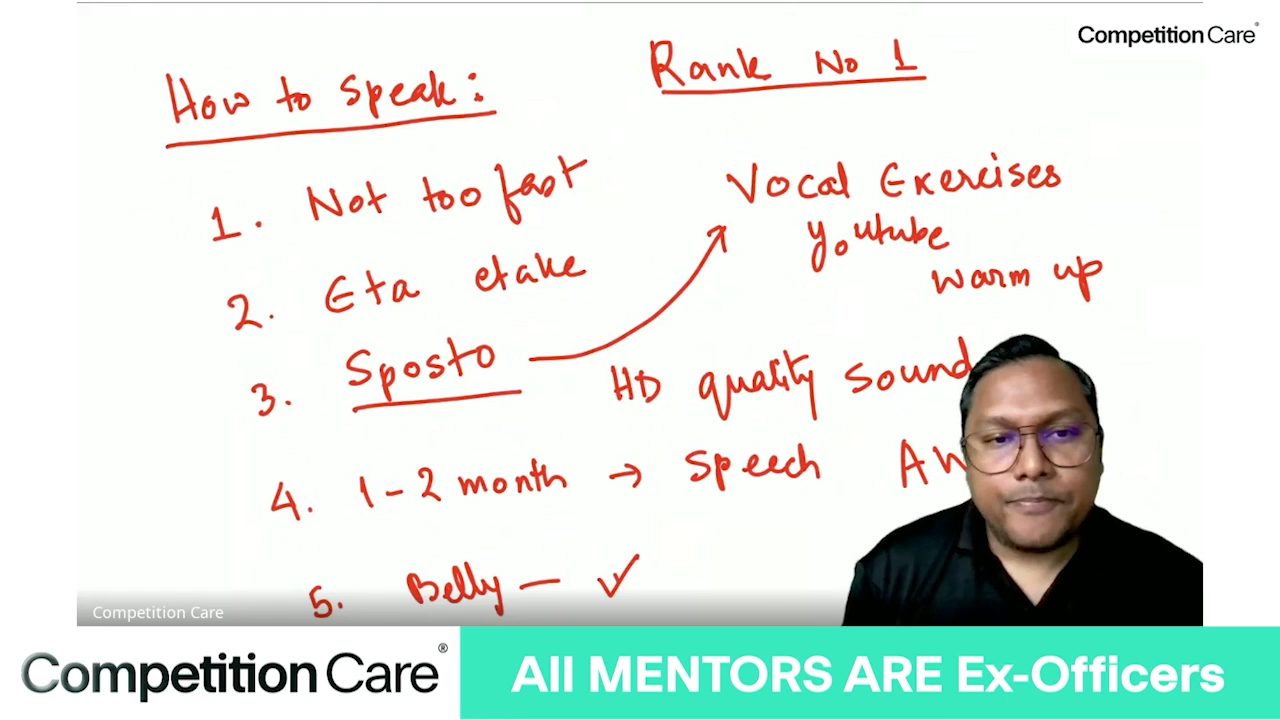 Competition Care®
How to speak:
Rank No 1
1. Not too fast
2. Eta etake
3. Sposto
Vocal Exercises
Youtube
warm up
HD quality sound
4. 1-2 month → speech
5. Belly — ✓
Competition Care
Competition Care®
All MENTORS ARE Ex-Officers